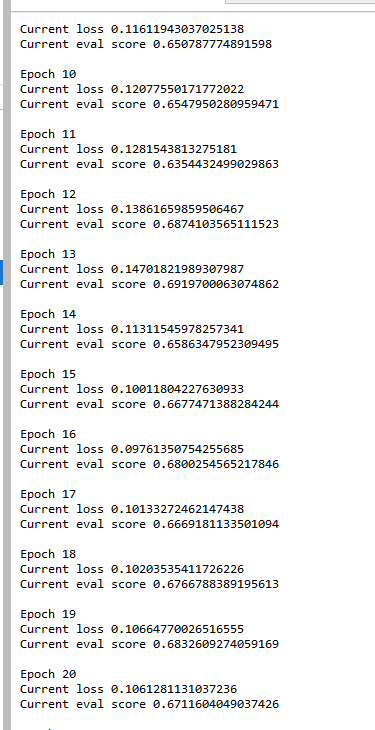 Current loss 0.11611943037025138
Current eval score 0.650787774891598
Epoch 10
Current loss 0.12077550171772022
Current eval score 0.6547950280959471
Epoch 11
Current loss 0.1281543813275181
Current eval score 0.6354432499029863
Epoch 12
Current loss 0.13861659859506467
Current eval score 0.6874103565111523
Epoch 13
Current loss 0.14701821989307987
Current eval score 0.6919700063074862
Epoch 14
Current loss 0.11311545978257341
Current eval score 0.6586347952309495
Epoch 15
Current loss 0.10011804227630933
Current eval score 0.6677471388284244
Epoch 16
Current loss 0.09761350754255685
Current eval score 0.6800254565217846
Epoch 17
Current loss 0.10133272462147438
Current eval score 0.6669181133501094
Epoch 18
Current loss 0.10203535411726226
Current eval score 0.6766788389195613
Epoch 19
Current loss 0.10664770026516555
Current eval score 0.6832609274059169
Epoch 20
Current loss 0.1061281131037236
Current eval score 0.6711604049037426